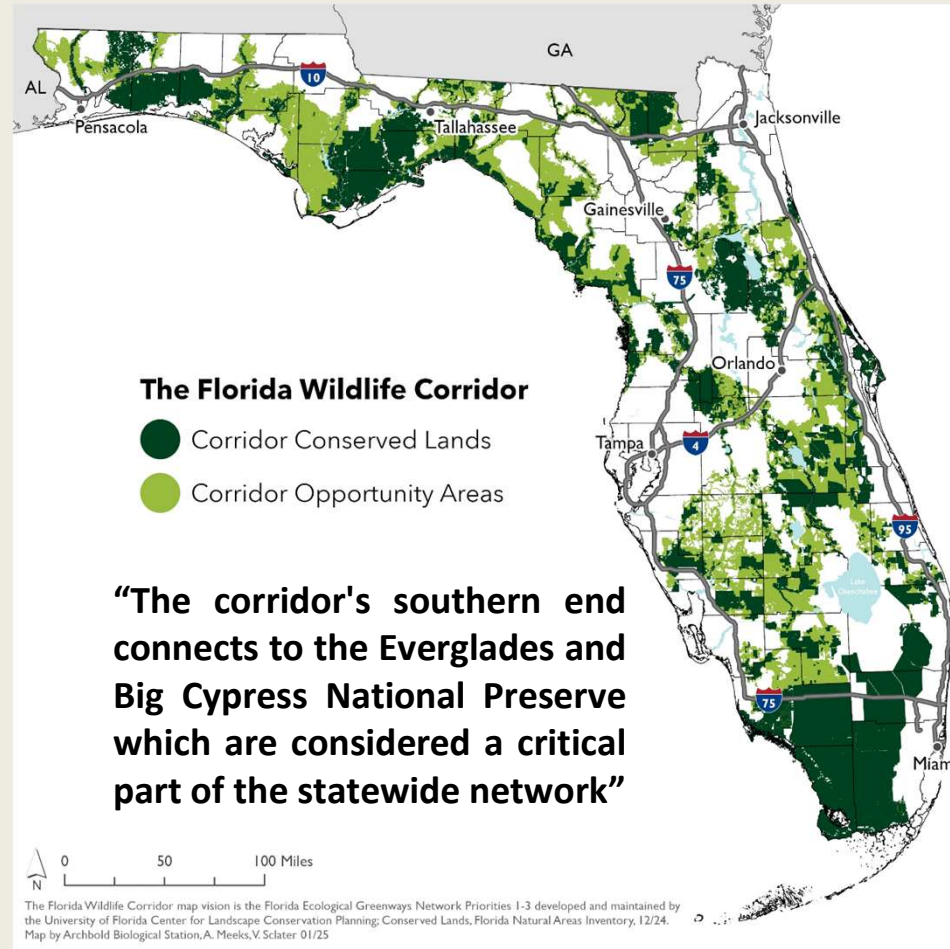 GA
AL
10
Pensacola
Tallahassee
Jacksonville
Gainesville
75
Orlando
The Florida Wildlife Corridor
Corridor Conserved Lands
Corridor Opportunity Areas
Tampa
4
95
Lake
Okeechobee
“The corridor's southern end
connects to the Everglades and
Big Cypress National Preserve
which are considered a critical
part of the statewide network”
75
Miam
N
0 50 100 Miles
The Florida Wildlife Corridor map vision is the Florida Ecological Greenways Network Priorities 1-3 developed and maintained by
the University of Florida Center for Landscape Conservation Planning; Conserved Lands, Florida Natural Areas Inventory, 12/24.
Map by Archbold Biological Station, A. Meeks, V. Sclater 01/25